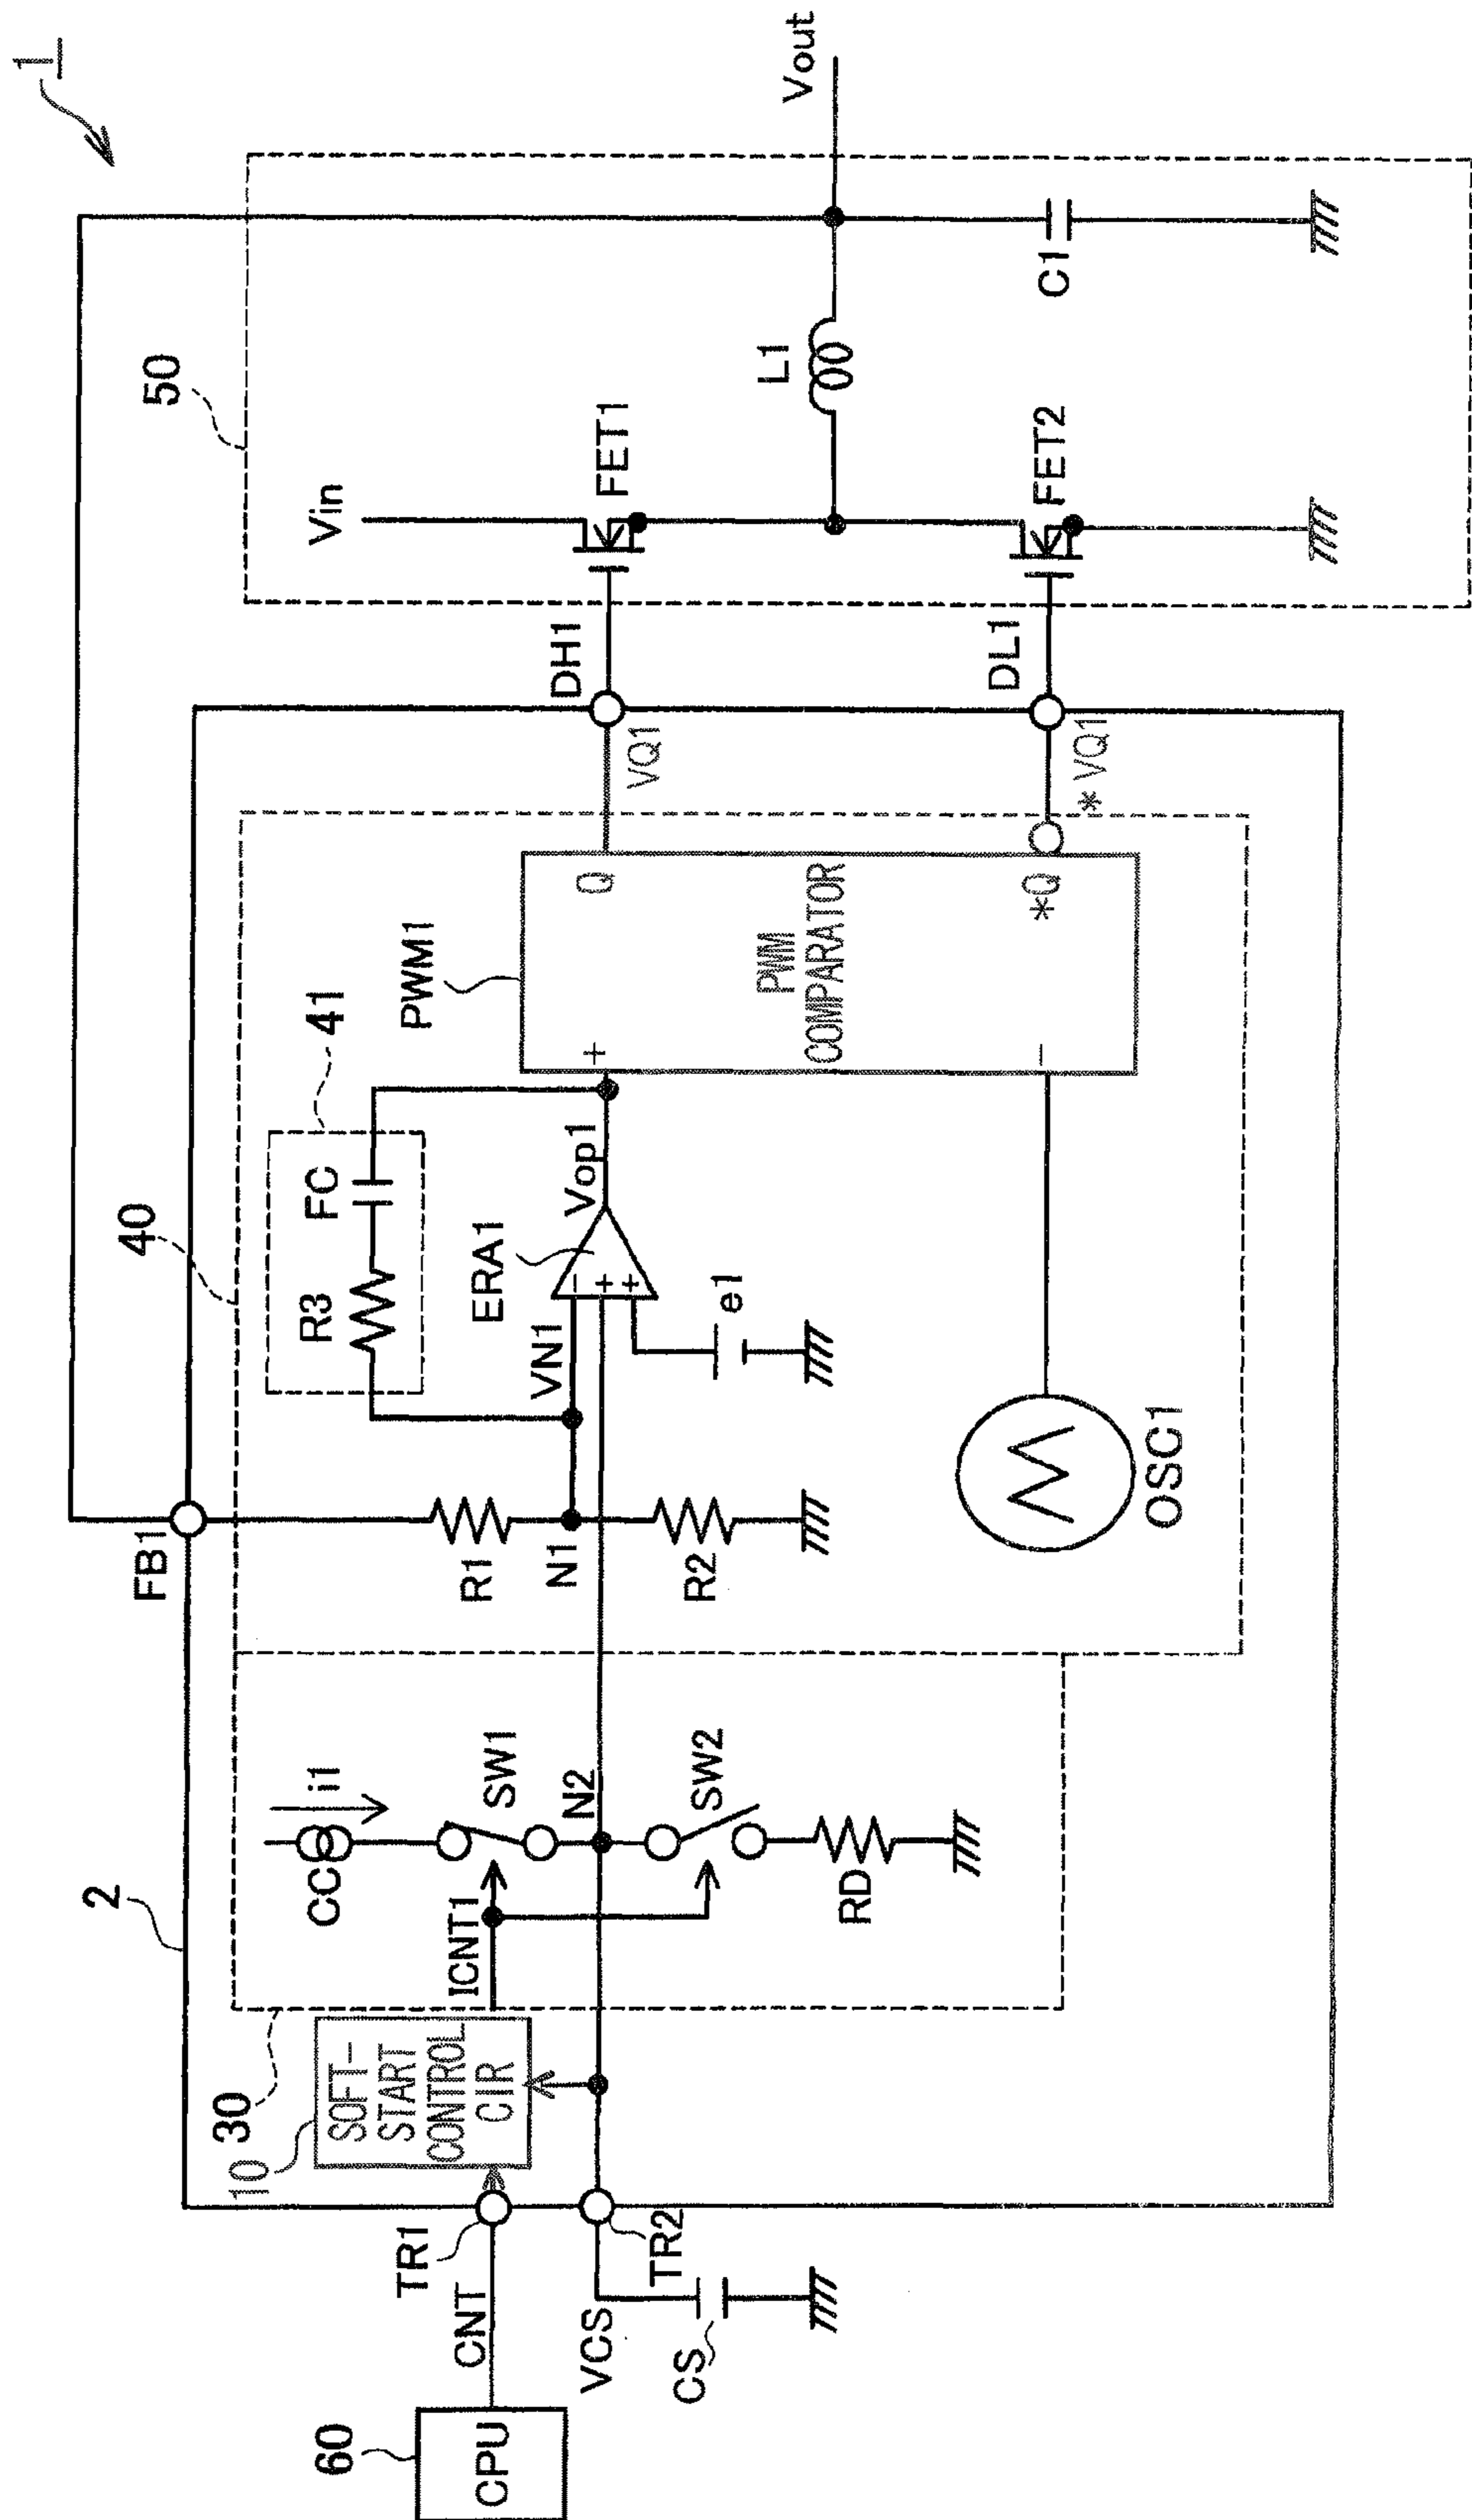 1
50
Vin
FET1
L1
Vout
FET2
C1
DH1
VQ1
DL1
*VQ1
40
41
PWM1
Q
PWM
COMPARATOR
*Q
+
-
R3
FC
ERA1
Vop1
VN1
-
+
+
e1
FB1
R1
N1
R2
OSC1
2
i1
CC
SW1
N2
SW2
ICNT1
RD
30
10
SOFT-
START
CONTROL
CIR
TR1
TR2
CNT
VCS
CS
60
CPU